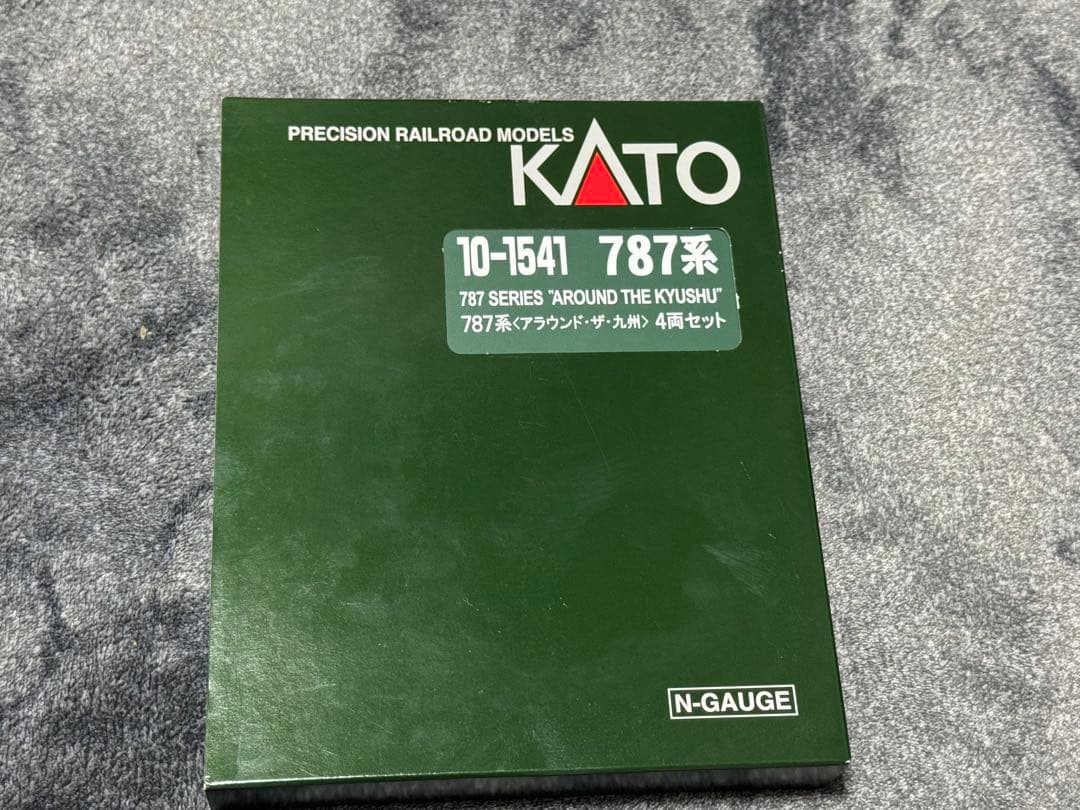 PRECISION RAILROAD MODELS
KATO
10-1541 787系
787 SERIES "AROUND THE KYUSHU"
787系〈アラウンド・ザ・九州〉4両セット
N-GAUGE